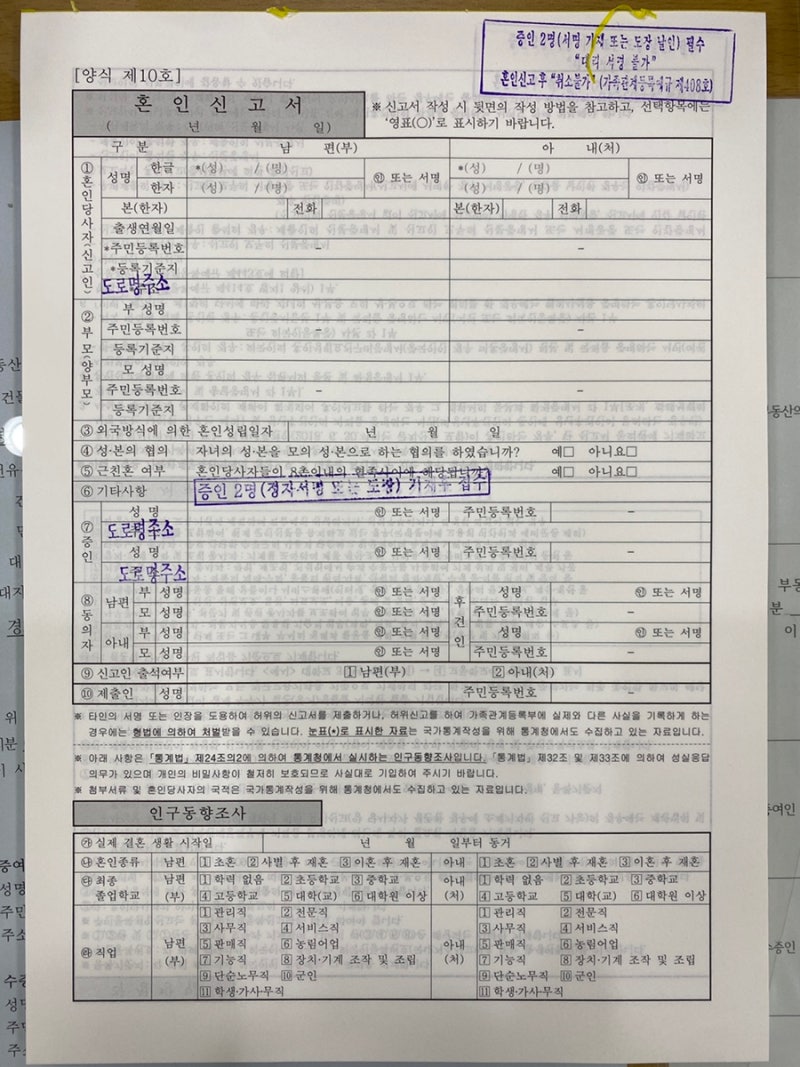 증인 2명(서명 기재 또는 도장 날인) 필수
"대리 서명 불가"
혼인신고 후 "취소불가" (가족관계등록예규 제408호)
[양식 제10호]
혼 인 신 고 서
( 년 월 일)
※ 신고서 작성 시 뒷면의 작성 방법을 참고하고, 선택항목에는
'영표(○)'로 표시하기 바랍니다.
구 분 남 편(부) 아 내(처)
①혼인당사자(신고인)
성명 한글 *(성) / (명) ㊞ 또는 서명 *(성) / (명) ㊞ 또는 서명
한자 (성) / (명) (성) / (명)
본(한자) 전화 본(한자) 전화
출생연월일
*주민등록번호 - -
*등록기준지
도로명주소
②부모(양부모)
부 성명
주민등록번호 - -
등록기준지
모 성명
주민등록번호 - -
등록기준지
③ 외국방식에 의한 혼인성립일자 년 월 일
④ 성·본의 협의 자녀의 성·본을 모의 성·본으로 하는 협의를 하였습니까? 예□ 아니요□
⑤ 근친혼 여부 혼인당사자들이 8촌이내의 혈족사이에 해당됩니까? 예□ 아니요□
⑥ 기타사항 증인 2명(정자서명 또는 도장) 기재후 접수
⑦증인
성 명 ㊞ 또는 서명 주민등록번호 -
도로명주소
성 명 ㊞ 또는 서명 주민등록번호 -
도로명주소
⑧동의자
남편 부 성명 ㊞ 또는 서명 후견인 성명 ㊞ 또는 서명
모 성명 ㊞ 또는 서명 주민등록번호 -
아내 부 성명 ㊞ 또는 서명 성명 ㊞ 또는 서명
모 성명 ㊞ 또는 서명 주민등록번호 -
⑨ 신고인 출석여부 1 남편(부) 2 아내(처)
⑩ 제출인 성명 주민등록번호 -
※ 타인의 서명 또는 인장을 도용하여 허위의 신고서를 제출하거나, 허위신고를 하여 가족관계등록부에 실제와 다른 사실을 기록하게 하는
경우에는 형법에 의하여 처벌받을 수 있습니다. 눈표(*)로 표시한 자료는 국가통계작성을 위해 통계청에서도 수집하고 있는 자료입니다.
※ 아래 사항은 「통계법」 제24조의2에 의하여 통계청에서 실시하는 인구동향조사입니다. 「통계법」 제32조 및 제33조에 의하여 성실응답
의무가 있으며 개인의 비밀사항이 철저히 보호되므로 사실대로 기입하여 주시기 바랍니다.
※ 첨부서류 및 혼인당사자의 국적은 국가통계작성을 위해 통계청에서도 수집하고 있는 자료입니다.
인구동향조사
㉮ 실제 결혼 생활 시작일 년 월 일부터 동거
㉯ 혼인종류 남편 1 초혼 2 사별 후 재혼 3 이혼 후 재혼 아내 1 초혼 2 사별 후 재혼 3 이혼 후 재혼
㉰ 최종 졸업학교 남편(부) 1 학력 없음 2 초등학교 3 중학교 아내(처) 1 학력 없음 2 초등학교 3 중학교
4 고등학교 5 대학(교) 6 대학원 이상 4 고등학교 5 대학(교) 6 대학원 이상
㉱ 직업 남편(부) 1 관리직 2 전문직 아내(처) 1 관리직 2 전문직
3 사무직 4 서비스직 3 사무직 4 서비스직
5 판매직 6 농림어업 5 판매직 6 농림어업
7 기능직 8 장치·기계 조작 및 조립 7 기능직 8 장치·기계 조작 및 조립
9 단순노무직 10 군인 9 단순노무직 10 군인
11 학생·가사·무직 11 학생·가사·무직